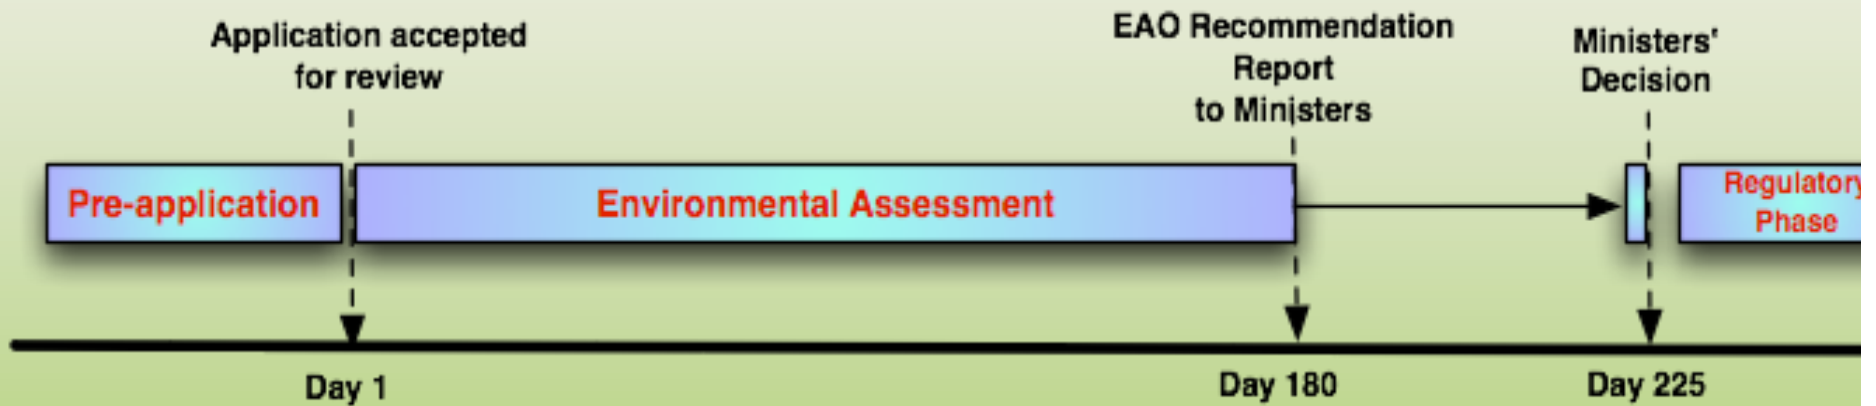 Application accepted
for review
EAO Recommendation
Report
to Ministers
Ministers'
Decision
Pre-application
Environmental Assessment
Regulatory
Phase
Day 1
Day 180
Day 225